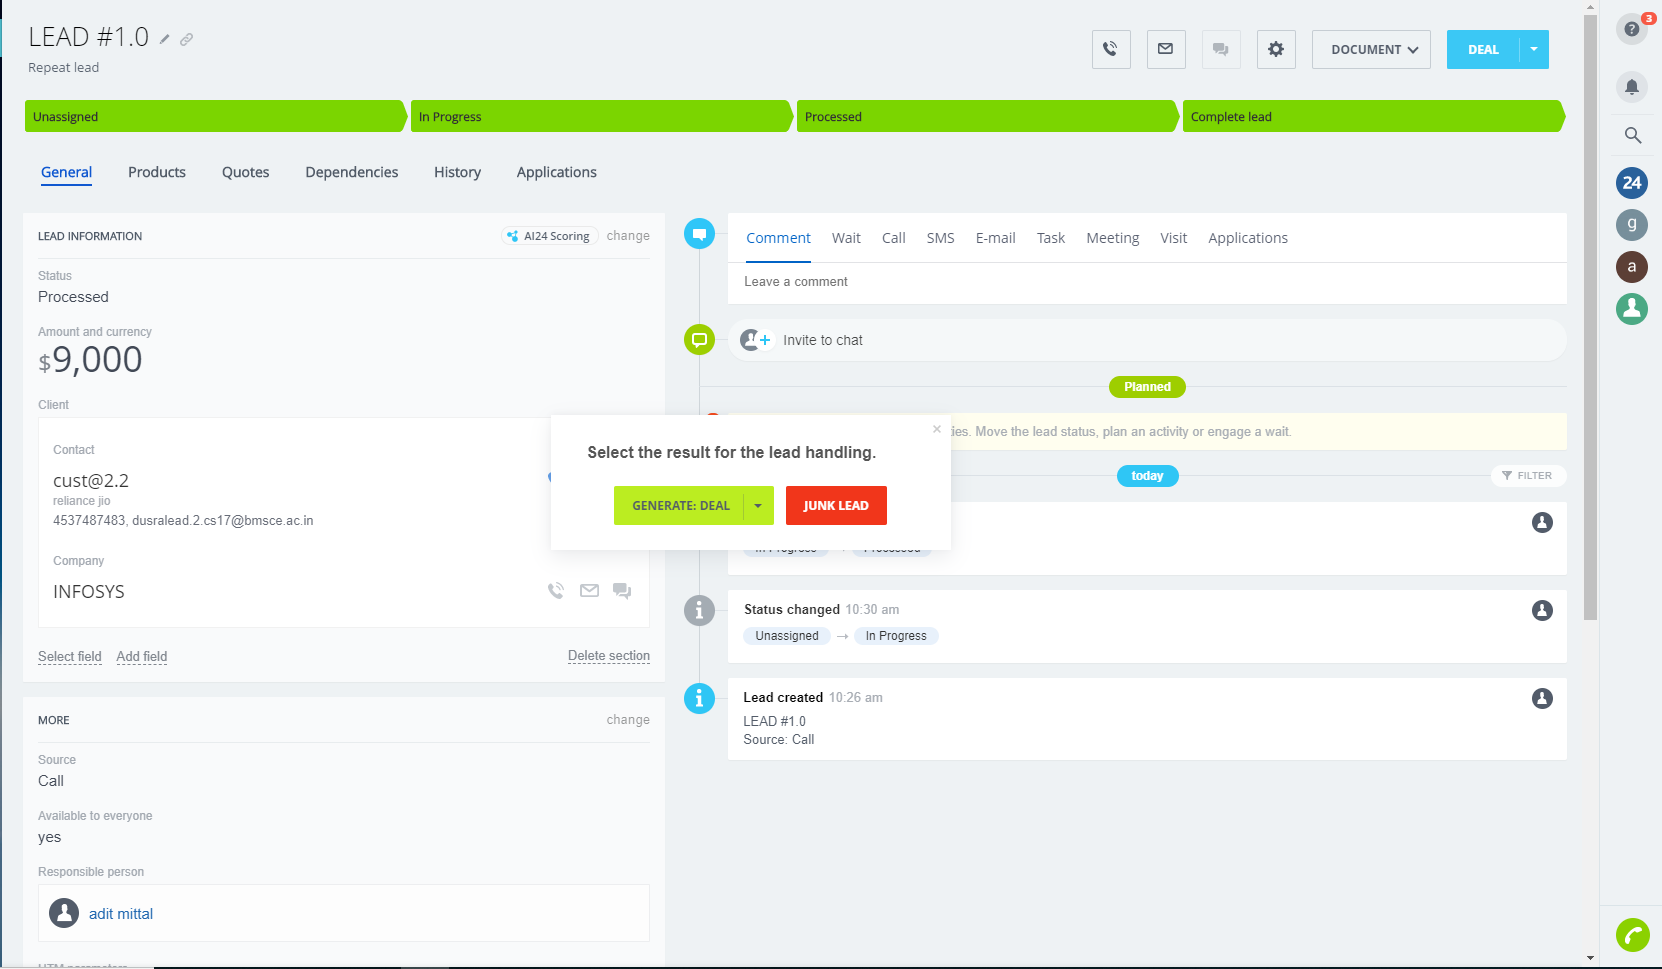 LEAD #1.0
Repeat lead
DOCUMENT
DEAL
3
Unassigned
In Progress
Processed
Complete lead
General Products Quotes Dependencies History Applications
24
g
a
LEAD INFORMATION
AI24 Scoring
change
Status
Processed
Amount and currency
$9,000
Client
Contact
cust@2.2
reliance jio
4537487483, dusralead.2.cs17@bmsce.ac.in
Company
INFOSYS
Select field Add field
Delete section
MORE
change
Source
Call
Available to everyone
yes
Responsible person
adit mittal
Comment Wait Call SMS E-mail Task Meeting Visit Applications
Leave a comment
Invite to chat
Planned
Move the lead status, plan an activity or engage a wait.
today
FILTER
Select the result for the lead handling.
GENERATE: DEAL
JUNK LEAD
In Progress → Processed
Status changed 10:30 am
Unassigned → In Progress
Lead created 10:26 am
LEAD #1.0
Source: Call